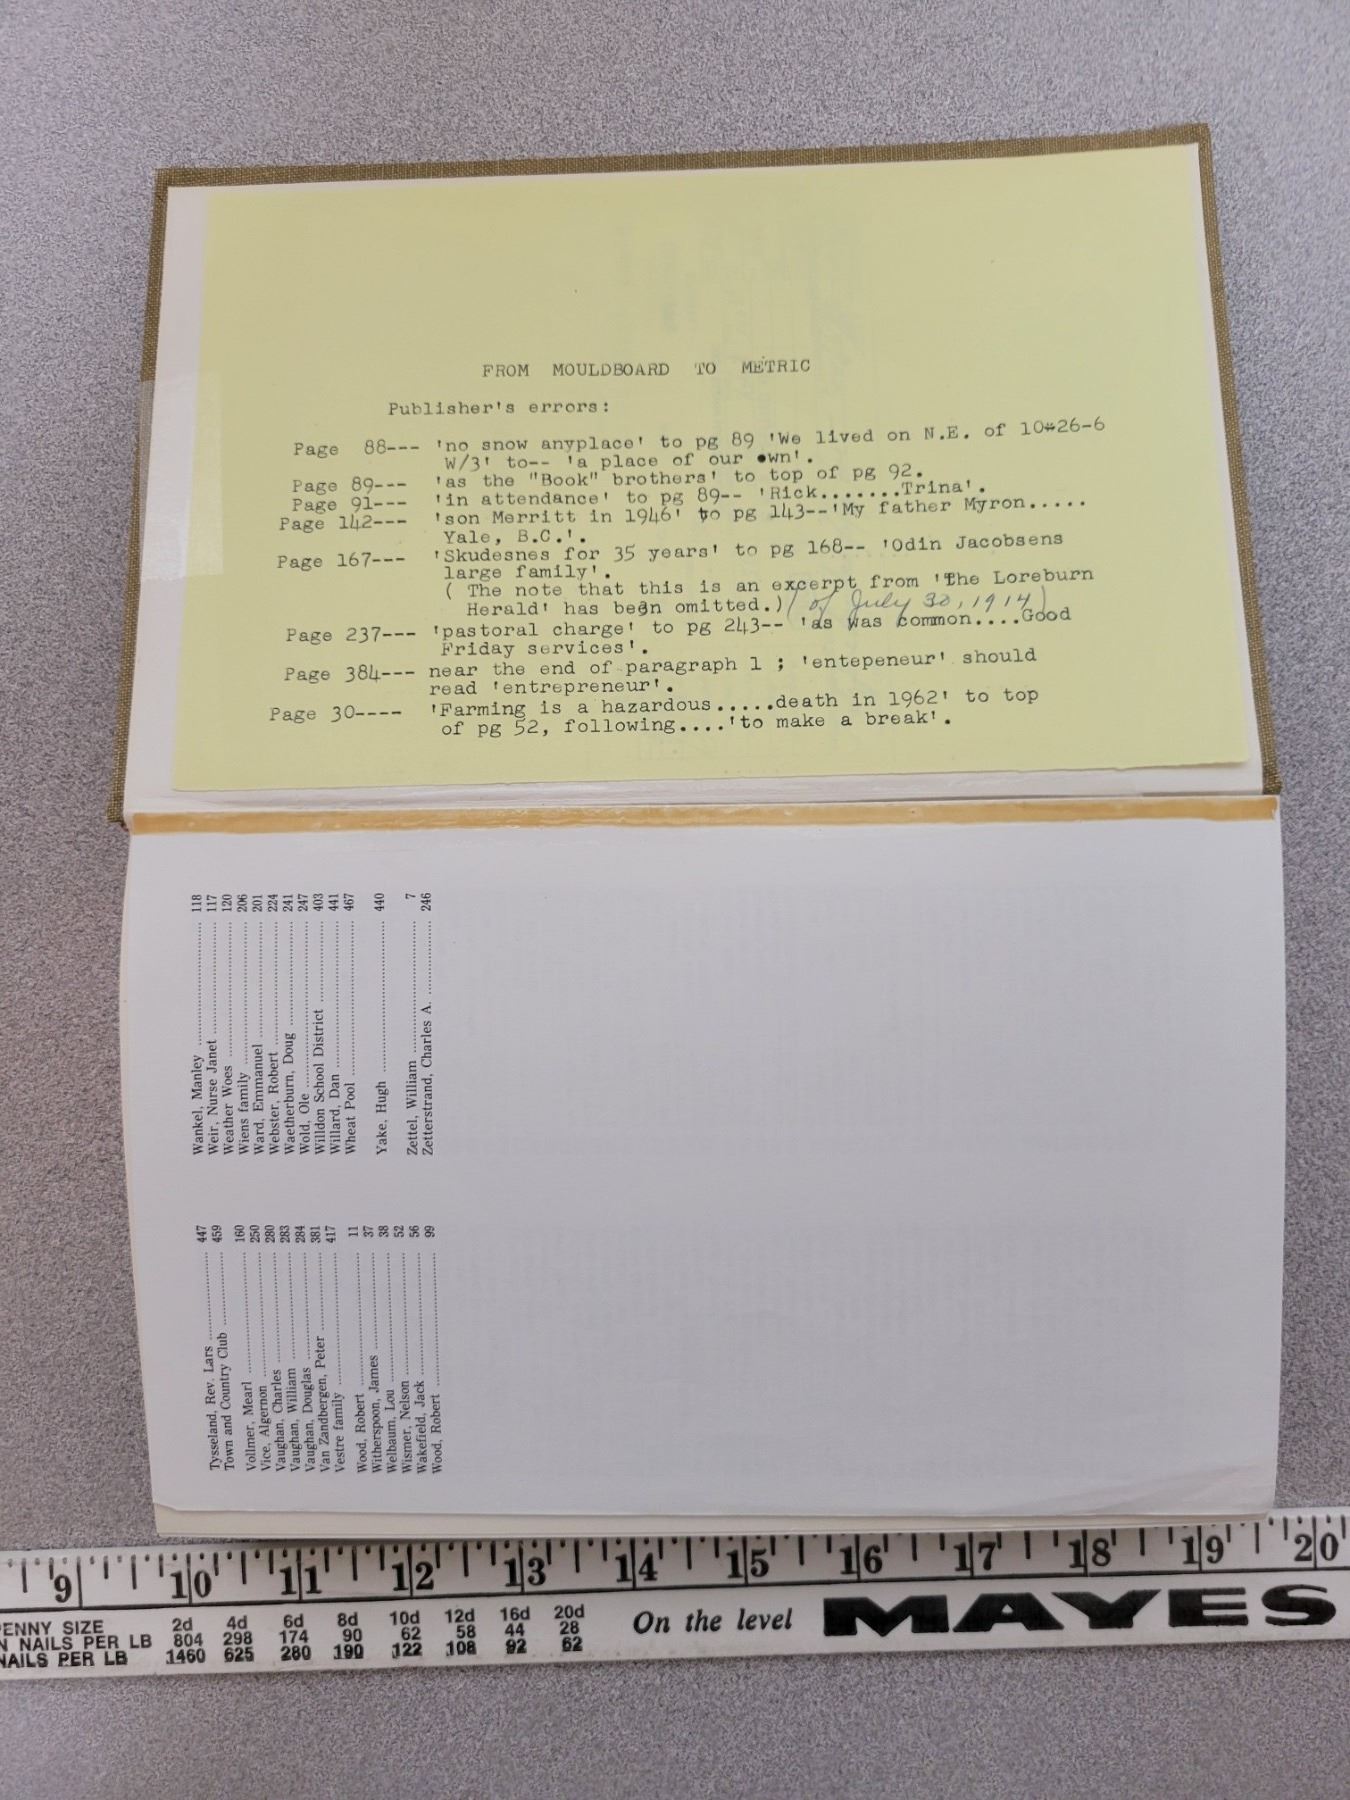 FROM MOULDBOARD TO METRIC
Publisher's errors:
Page 88--- 'no snow anyplace' to pg 89 'We lived on N.E. of 10-26-6
W/3' to-- 'a place of our own'.
Page 89--- 'as the "Book" brothers' to top of pg 92.
Page 91--- 'in attendance' to pg 89-- 'Rick.......Trina'.
Page 142--- 'son Merritt in 1946' to pg 143--'My father Myron.....
Yale, B.C.'.
Page 167--- 'Skudesnes for 35 years' to pg 168-- 'Odin Jacobsens
large family'.
( The note that this is an excerpt from 'The Loreburn
Herald' has been omitted.) (of July 30, 1914)
Page 237--- 'pastoral charge' to pg 243-- 'as was common....Good
Friday services'.
Page 384--- near the end of paragraph 1 ; 'entepeneur' should
read 'entrepreneur'.
Page 30---- 'Farming is a hazardous.....death in 1962' to top
of pg 52, following....'to make a break'.
Tysseland, Rev. Lars 447
Town and Country Club 459
Vollmer, Mearl 160
Vice, Algernon 250
Vaughan, Charles 280
Vaughan, William 283
Vaughan, Douglas 284
Van Zandbergen, Peter 381
Vestre family 417
Wood, Robert 11
Witherspoon, James 37
Welbaum, Lou 38
Wismer, Nelson 52
Wakefield, Jack 56
Wood, Robert 99
Wankel, Manley 118
Weir, Nurse Janet 117
Weather Woes 120
Wiens family 206
Ward, Emmanuel 201
Webster, Robert 224
Waetherburn, Doug 241
Wold, Ole 247
Willdon School District 403
Willard, Dan 441
Wheat Pool 467
Yake, Hugh 440
Zettel, William 7
Zetterstrand, Charles A. 246
9 10 11 12 13 14 15 16 17 18 19 20
PENNY SIZE 2d 4d 6d 8d 10d 12d 16d 20d
N NAILS PER LB 804 298 174 90 62 58 44 28
NAILS PER LB 1460 625 280 190 122 108 92 62
On the level MAYES